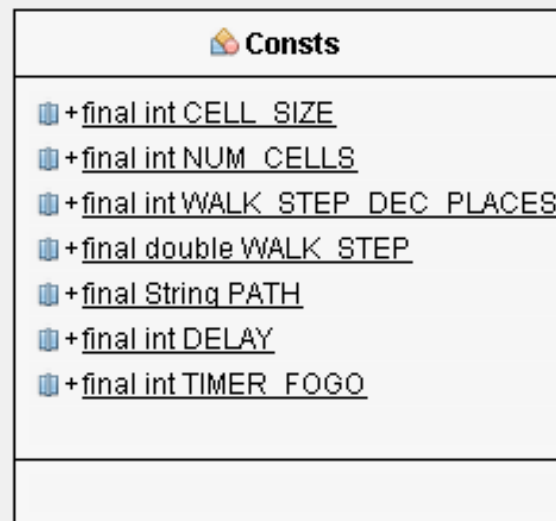 Consts
+final int CELL_SIZE
+final int NUM_CELLS
+final int WALK_STEP_DEC_PLACES
+final double WALK_STEP
+final String PATH
+final int DELAY
+final int TIMER_FOGO